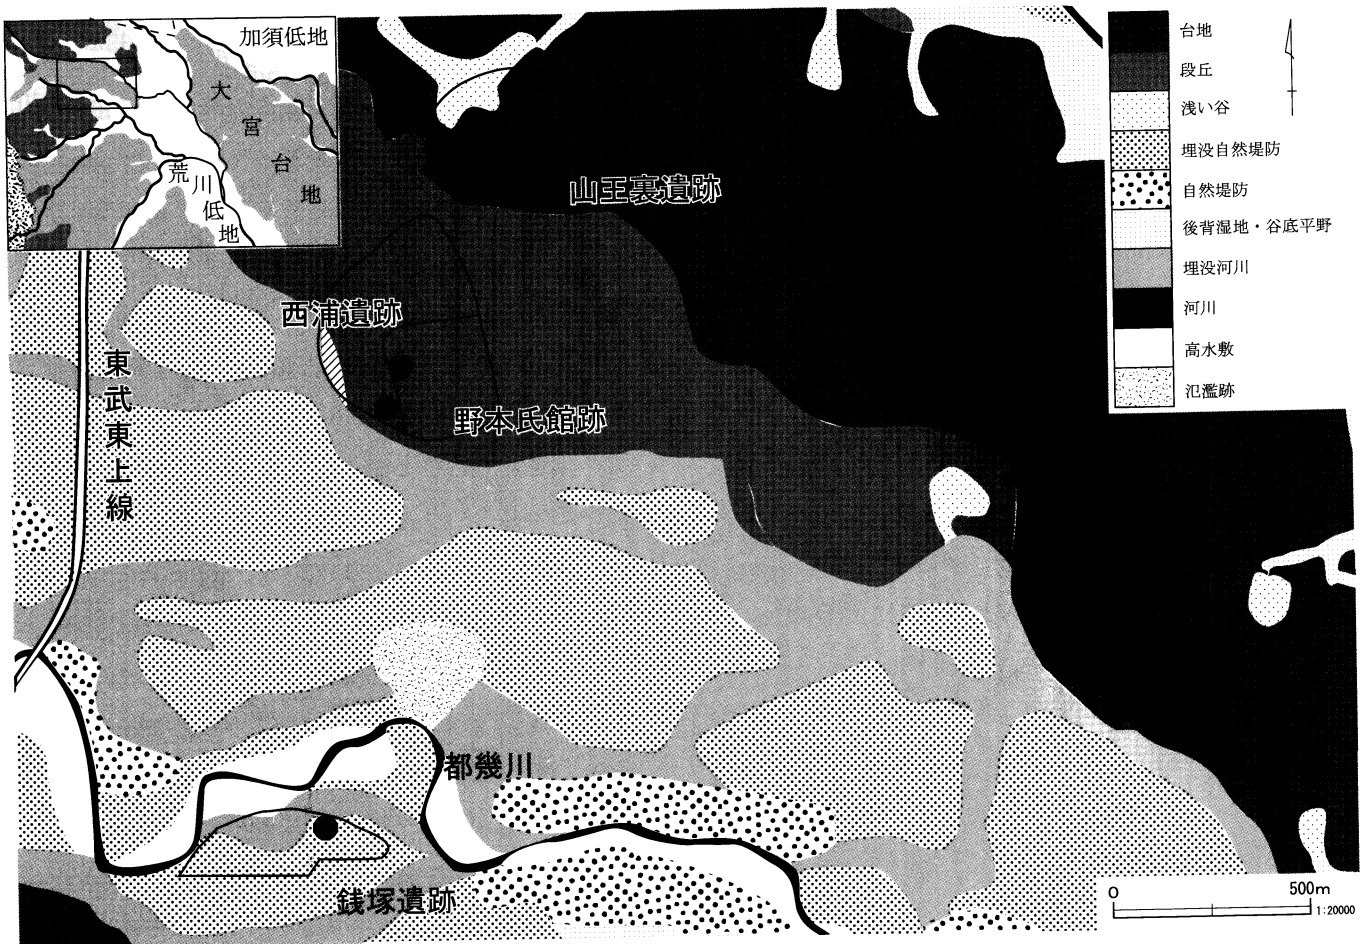 加須低地
大宮台地
荒川低地
台地
段丘
浅い谷
埋没自然堤防
自然堤防
後背湿地・谷底平野
埋没河川
河川
高水敷
氾濫跡
山王裏遺跡
西浦遺跡
野本氏館跡
東武東上線
都幾川
銭塚遺跡
0 500m
1:20000